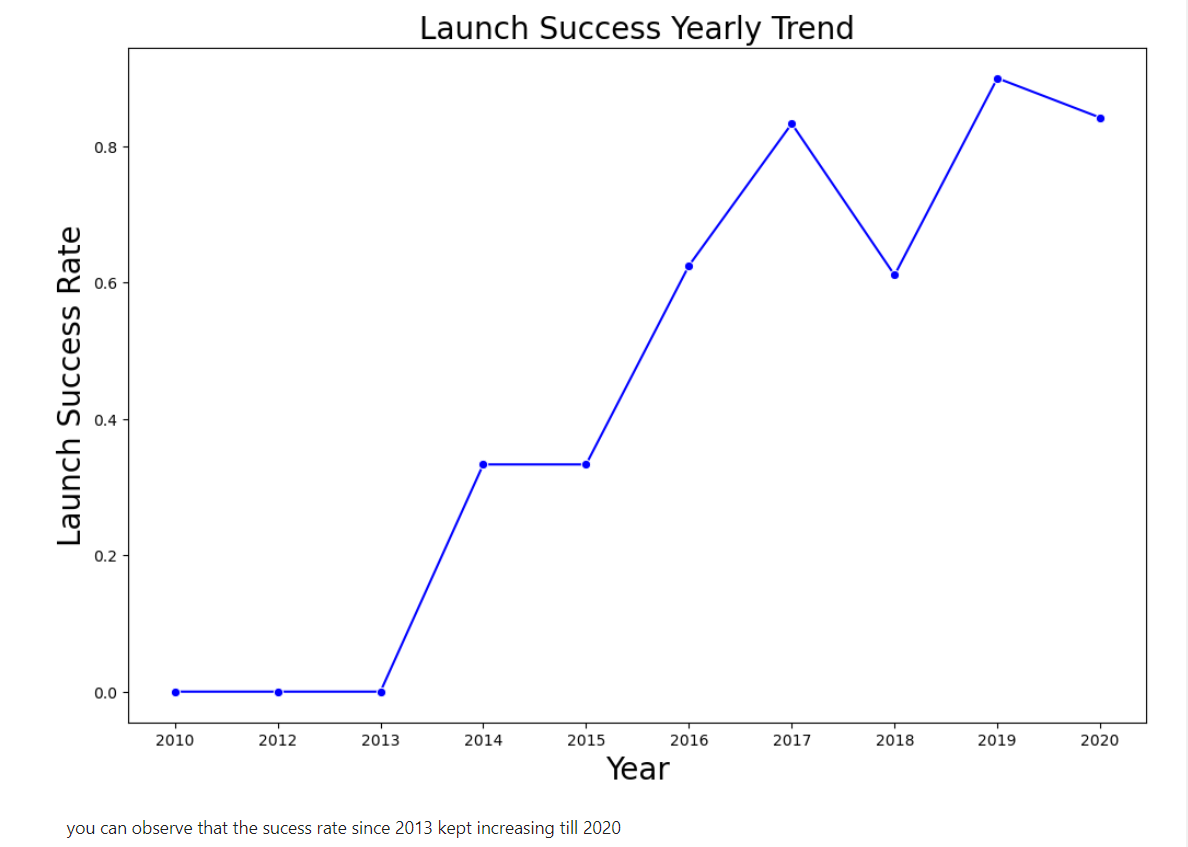 Launch Success Yearly Trend
Launch Success Rate
0.8
0.6
0.4
0.2
0.0
2010 2012 2013 2014 2015 2016 2017 2018 2019 2020
Year
you can observe that the sucess rate since 2013 kept increasing till 2020